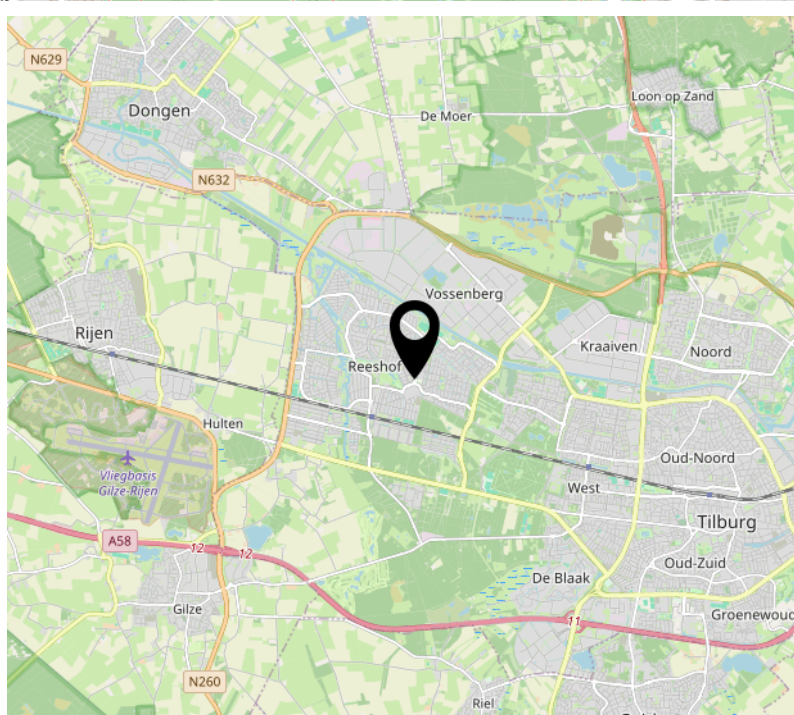 N629
Dongen
Loon op Zand
De Moer
N632
Vossenberg
Rijen
Kraaiven
Noord
Reeshof
Hulten
Oud-Noord
Vliegbasis
Gilze-Rijen
West
Tilburg
A58
12
12
Oud-Zuid
De Blaak
Gilze
11
Groenewoud
N260
Riel